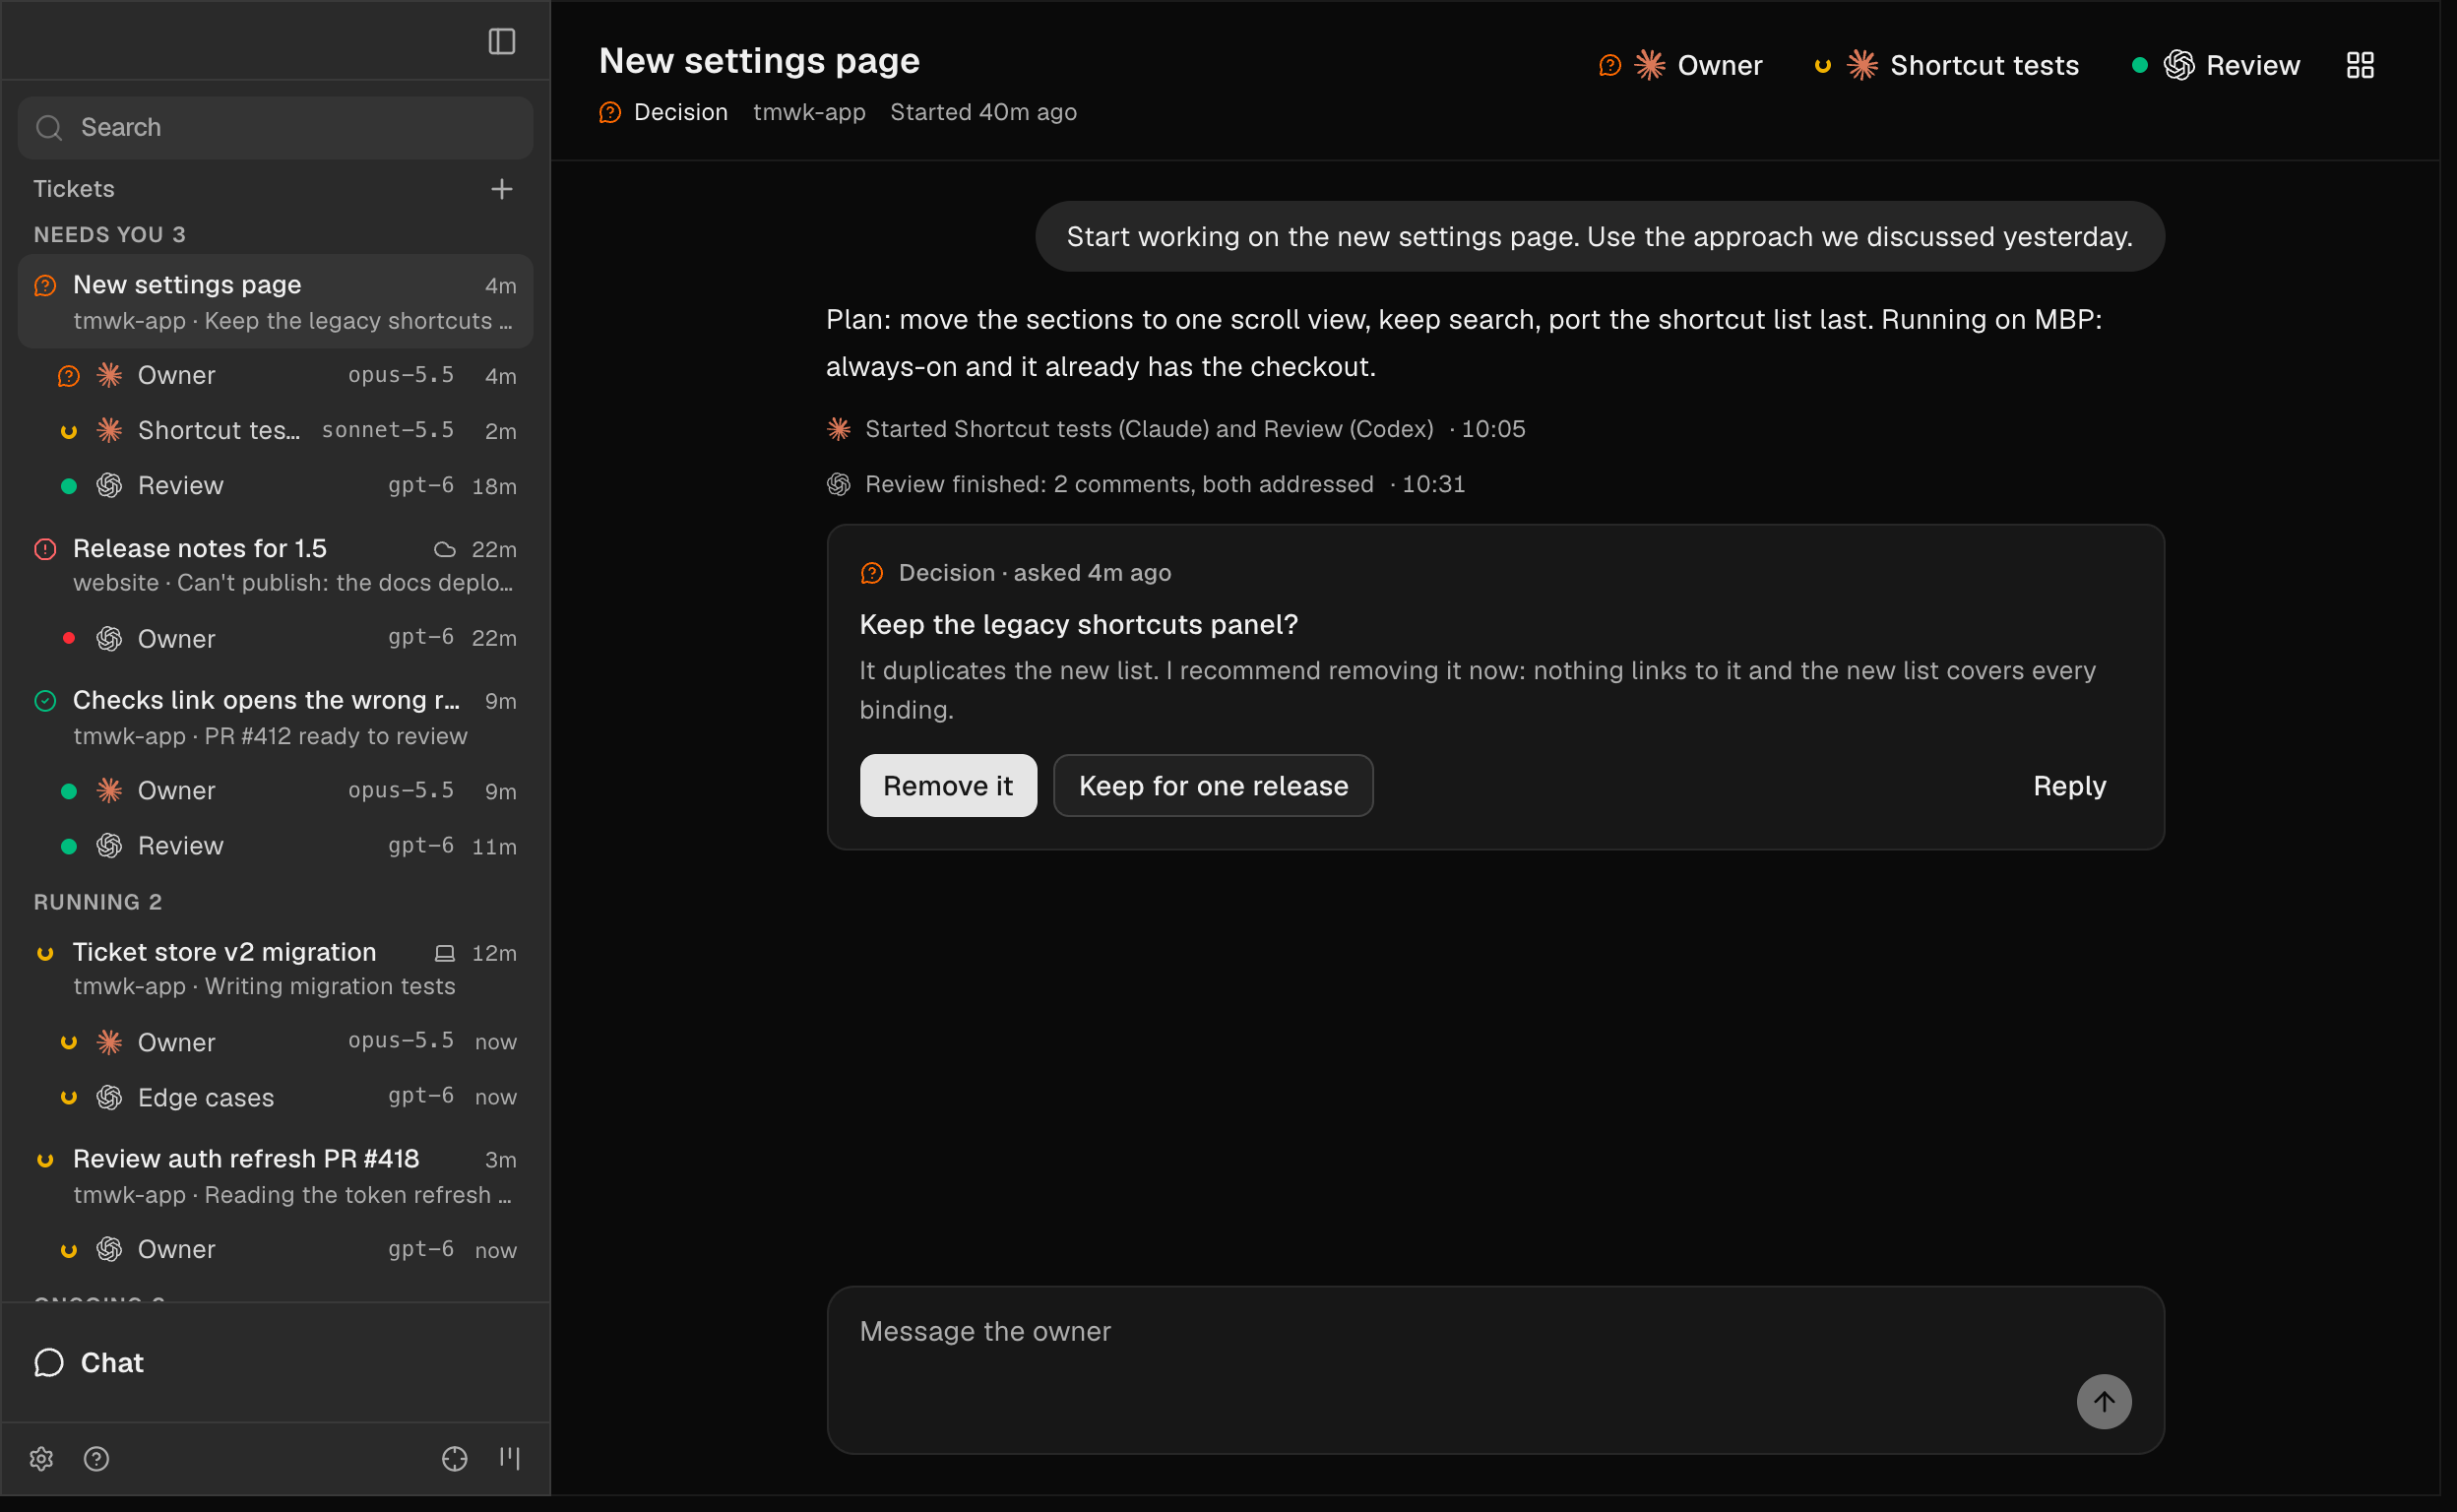 Search
Tickets
NEEDS YOU 3
New settings page 4m
tmwk-app · Keep the legacy shortcuts ...
Owner opus-5.5 4m
Shortcut tes... sonnet-5.5 2m
Review gpt-6 18m
Release notes for 1.5 22m
website · Can't publish: the docs deplo...
Owner gpt-6 22m
Checks link opens the wrong r... 9m
tmwk-app · PR #412 ready to review
Owner opus-5.5 9m
Review gpt-6 11m
RUNNING 2
Ticket store v2 migration 12m
tmwk-app · Writing migration tests
Owner opus-5.5 now
Edge cases gpt-6 now
Review auth refresh PR #418 3m
tmwk-app · Reading the token refresh ...
Owner gpt-6 now
Chat
New settings page
Decision tmwk-app Started 40m ago
Owner Shortcut tests Review
Start working on the new settings page. Use the approach we discussed yesterday.
Plan: move the sections to one scroll view, keep search, port the shortcut list last. Running on MBP:
always-on and it already has the checkout.
Started Shortcut tests (Claude) and Review (Codex) · 10:05
Review finished: 2 comments, both addressed · 10:31
Decision · asked 4m ago
Keep the legacy shortcuts panel?
It duplicates the new list. I recommend removing it now: nothing links to it and the new list covers every
binding.
Remove it Keep for one release Reply
Message the owner